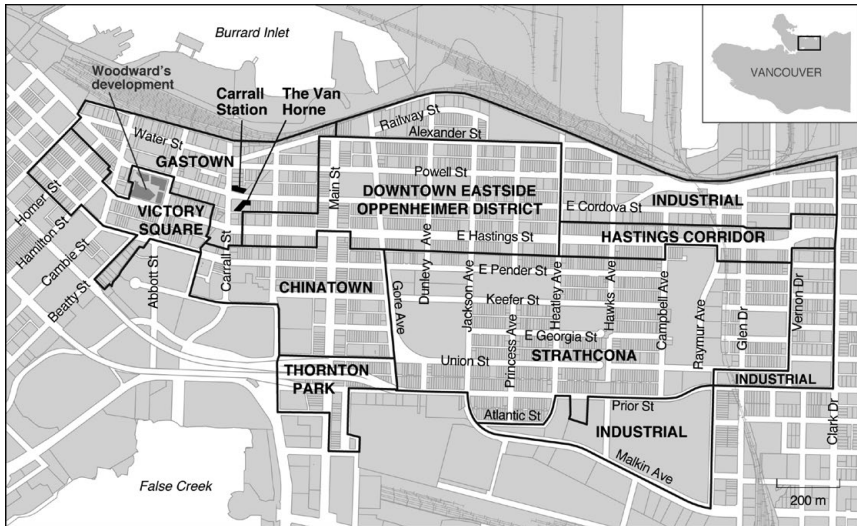 Burrard Inlet
VANCOUVER
Woodward's
development
Carrall
Station
The Van
Horne
Railway St
Alexander St
Water St
GASTOWN
Powell St
Main St
DOWNTOWN EASTSIDE
OPPENHEIMER DISTRICT
E Cordova St
INDUSTRIAL
Homer St
Hamilton St
Cambie St
Beatty St
VICTORY
SQUARE
Abbott St
Carrall St
E Hastings St
HASTINGS CORRIDOR
CHINATOWN
Gore Ave
Dunlevy Ave
Jackson Ave
E Pender St
Keefer St
Princess Ave
Heatley Ave
Hawks Ave
Campbell Ave
Raymur Ave
Glen Dr
Vernon Dr
E Georgia St
STRATHCONA
Union St
THORNTON
PARK
INDUSTRIAL
Atlantic St
Prior St
INDUSTRIAL
Malkin Ave
Clark Dr
False Creek
200 m